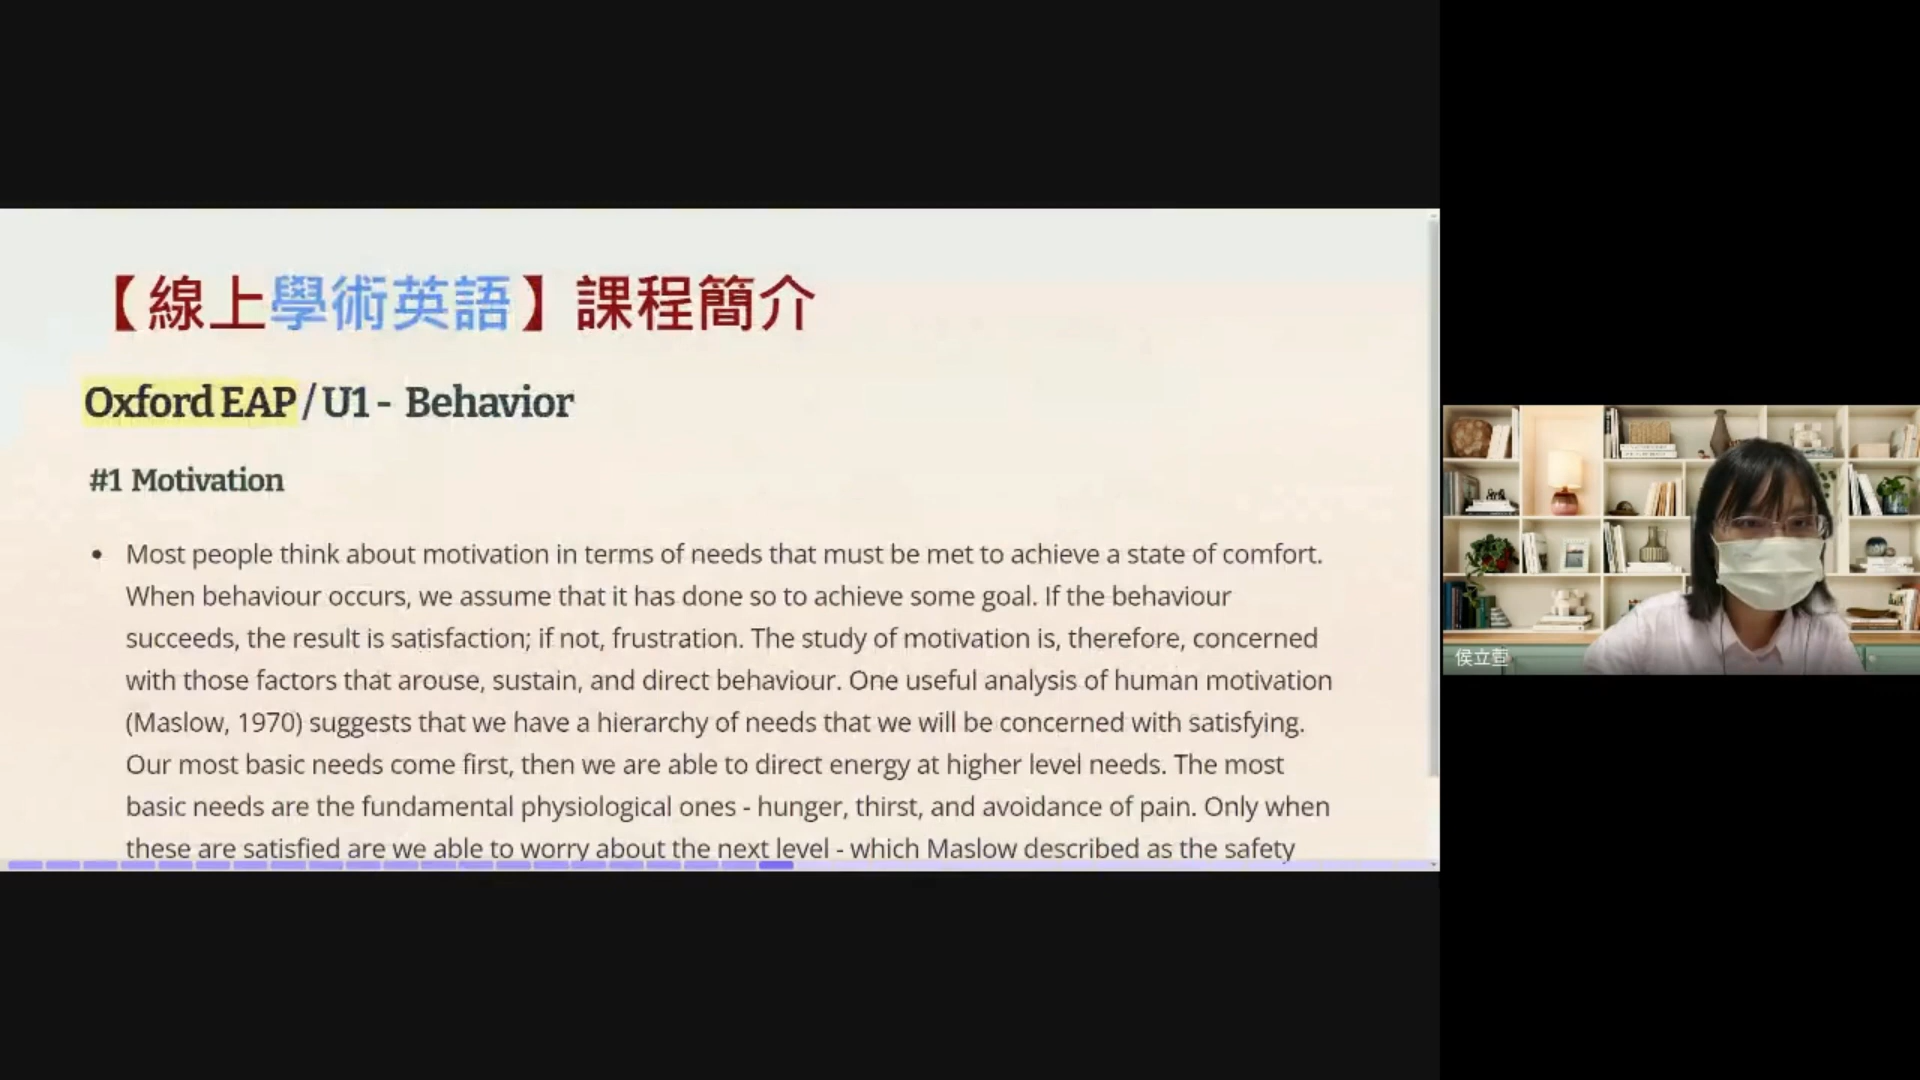 【線上學術英語】課程簡介
Oxford EAP / U1 - Behavior
#1 Motivation
• Most people think about motivation in terms of needs that must be met to achieve a state of comfort.
When behaviour occurs, we assume that it has done so to achieve some goal. If the behaviour
succeeds, the result is satisfaction; if not, frustration. The study of motivation is, therefore, concerned
with those factors that arouse, sustain, and direct behaviour. One useful analysis of human motivation
(Maslow, 1970) suggests that we have a hierarchy of needs that we will be concerned with satisfying.
Our most basic needs come first, then we are able to direct energy at higher level needs. The most
basic needs are the fundamental physiological ones - hunger, thirst, and avoidance of pain. Only when
these are satisfied are we able to worry about the next level - which Maslow described as the safety
侯立壹